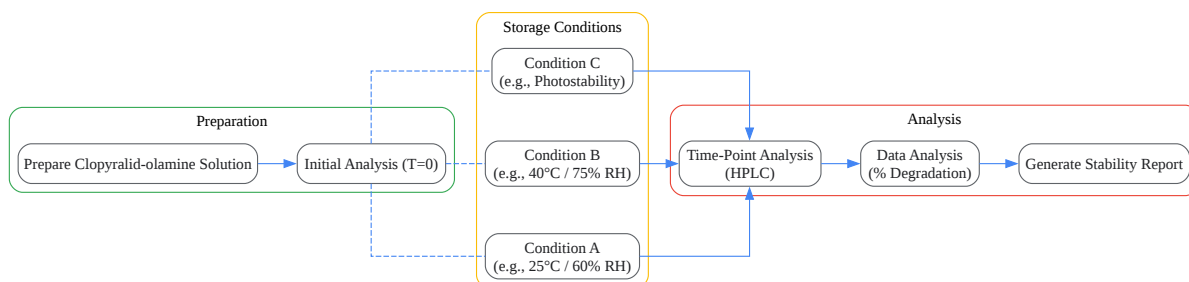 Storage Conditions
Condition C
(e.g., Photostability)
Preparation
Analysis
Prepare Clopyralid-olamine Solution
Initial Analysis (T=0)
Condition B
(e.g., 40°C / 75% RH)
Time-Point Analysis
(HPLC)
Data Analysis
(% Degradation)
Generate Stability Report
Condition A
(e.g., 25°C / 60% RH)